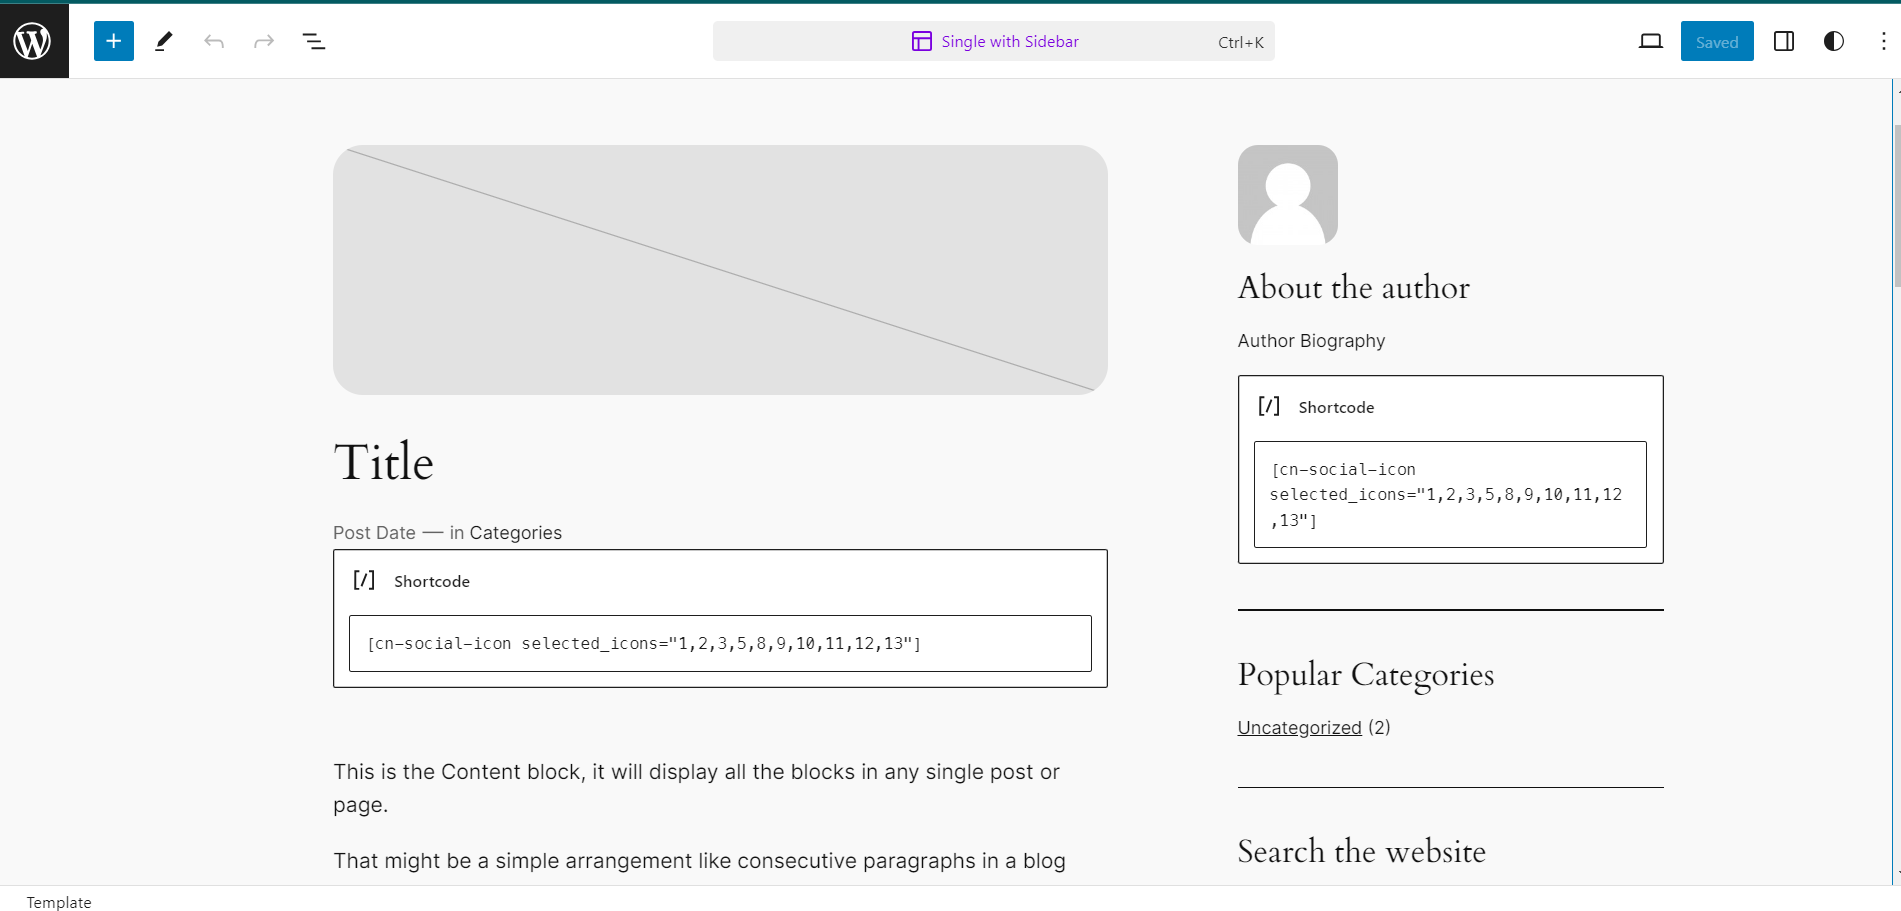 Single with Sidebar
Ctrl+K
Saved
Title
Post Date — in Categories
[/] Shortcode
[cn-social-icon selected_icons="1,2,3,5,8,9,10,11,12,13"]
This is the Content block, it will display all the blocks in any single post or
page.
That might be a simple arrangement like consecutive paragraphs in a blog
About the author
Author Biography
[/] Shortcode
[cn-social-icon
selected_icons="1,2,3,5,8,9,10,11,12
,13"]
Popular Categories
Uncategorized (2)
Search the website
Template